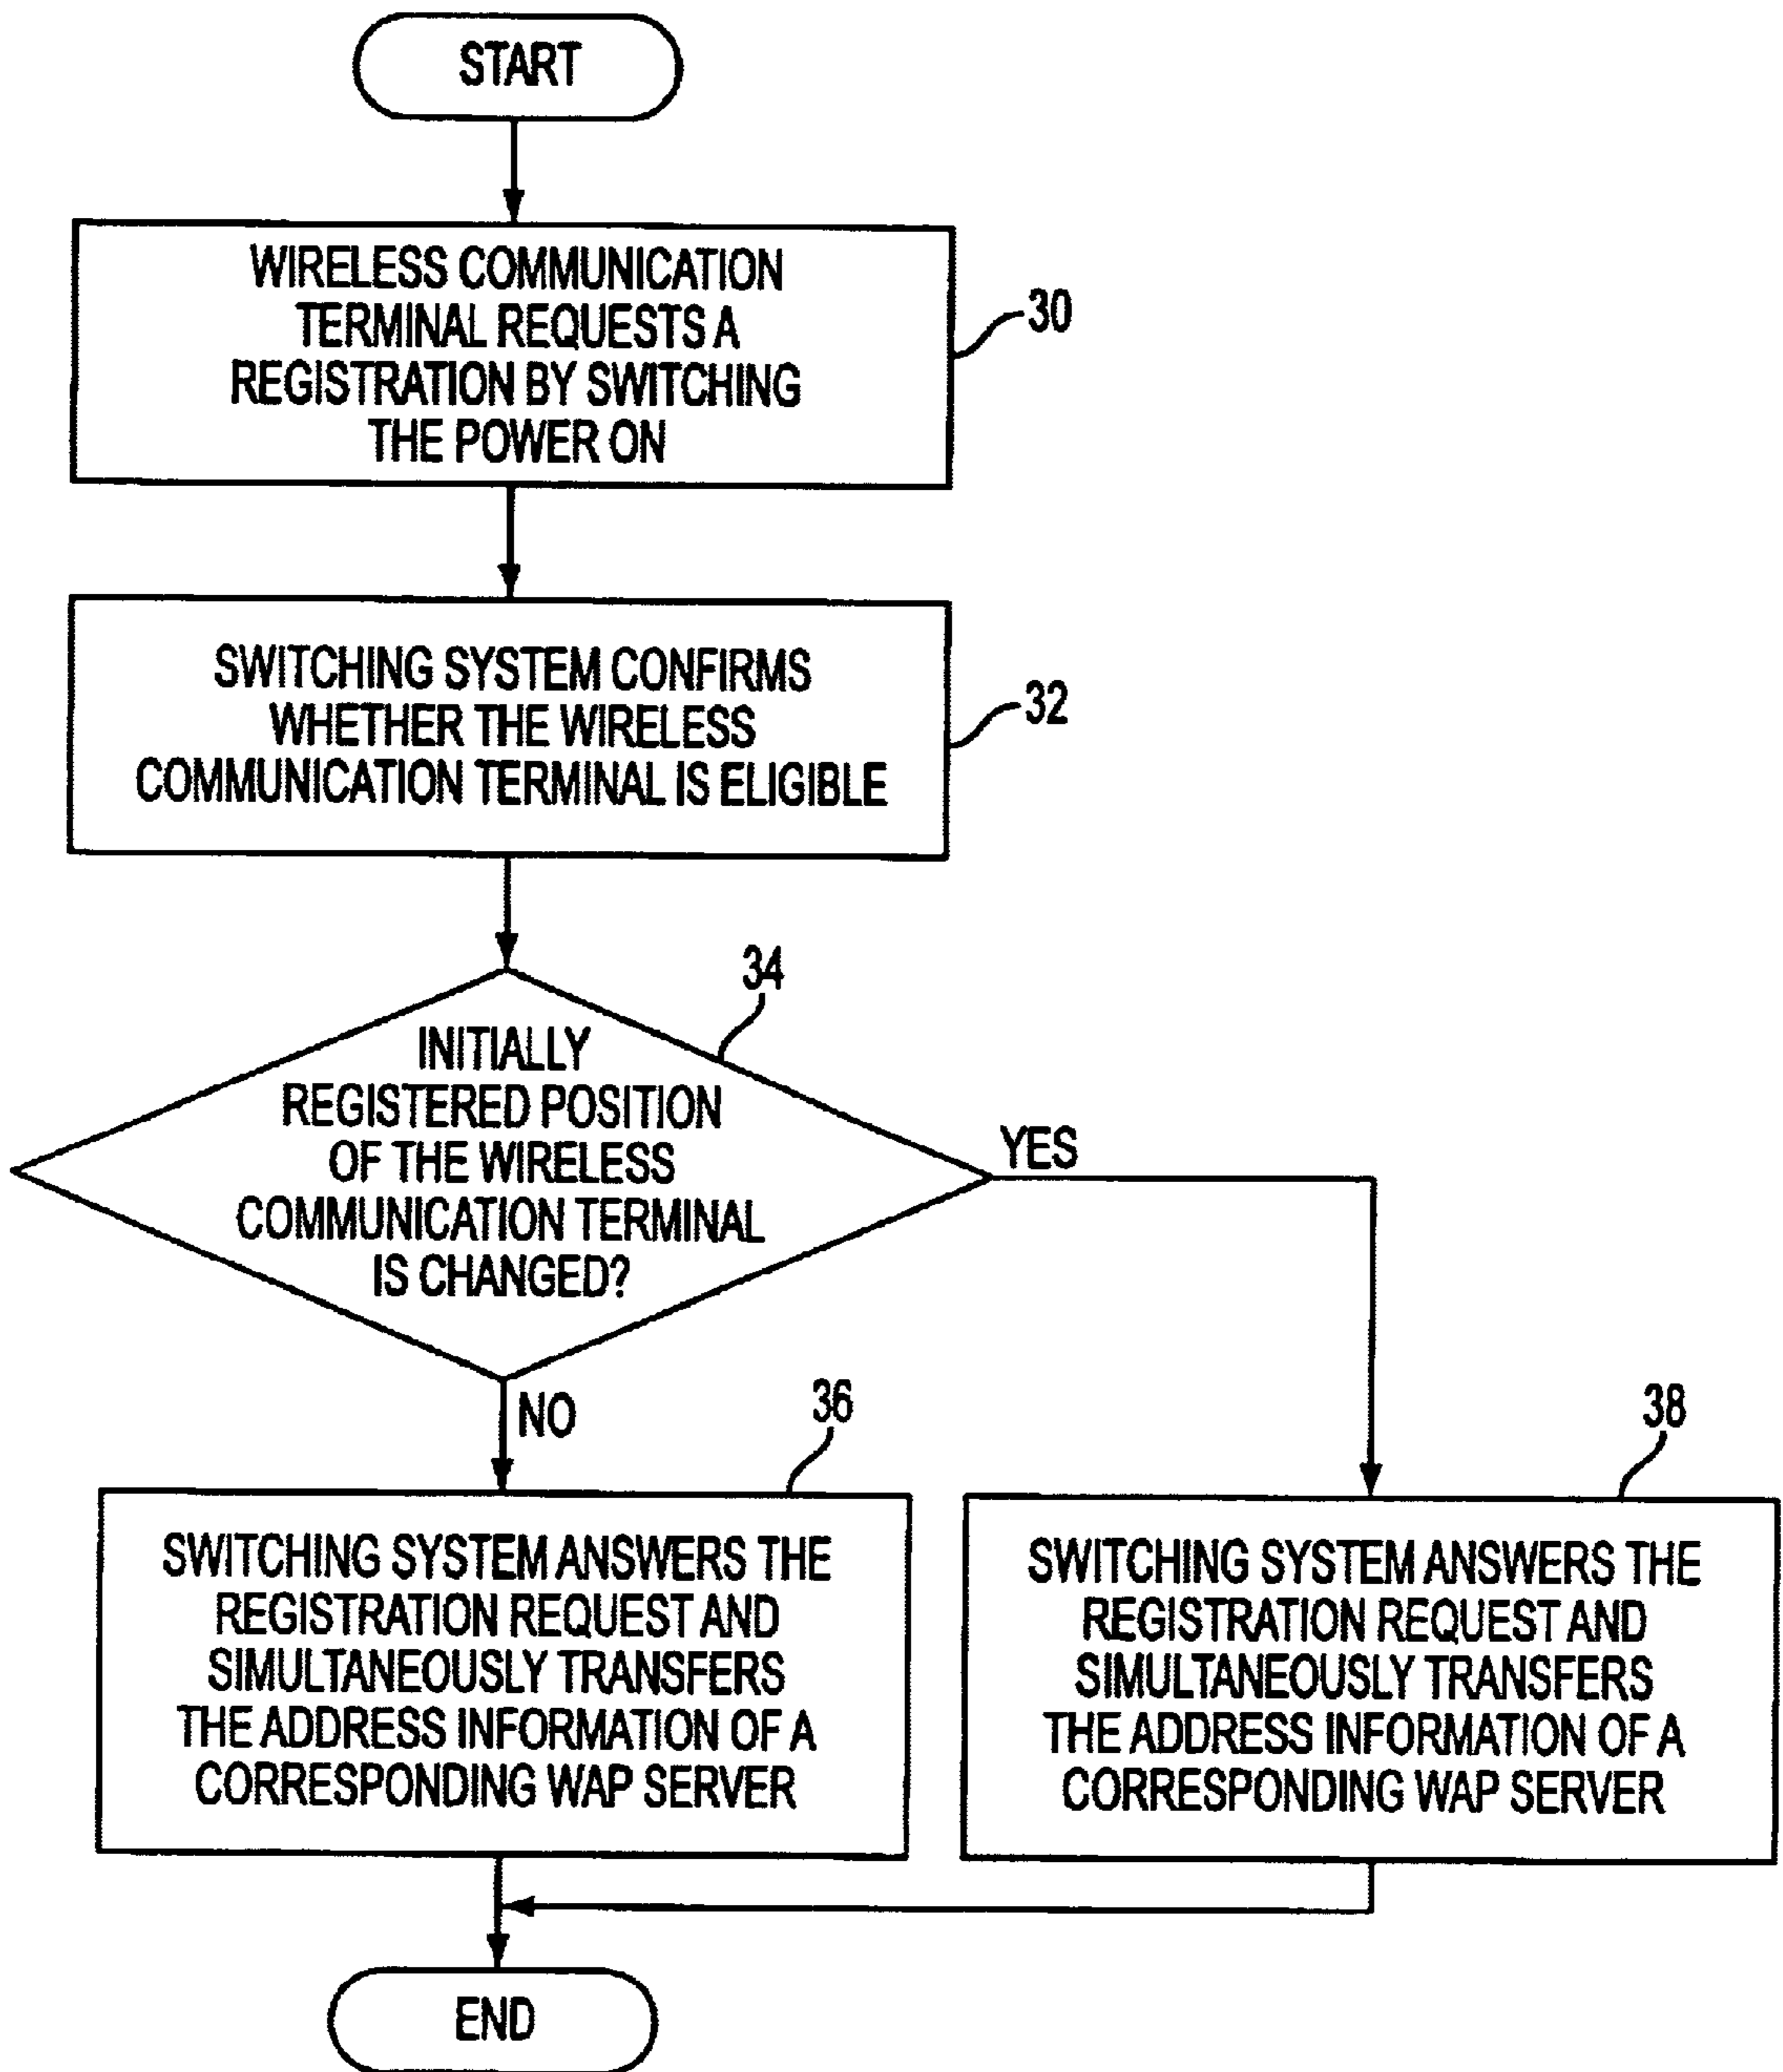 START
WIRELESS COMMUNICATION
TERMINAL REQUESTS A
REGISTRATION BY SWITCHING
THE POWER ON
30
SWITCHING SYSTEM CONFIRMS
WHETHER THE WIRELESS
COMMUNICATION TERMINAL IS ELIGIBLE
32
34
INITIALLY
REGISTERED POSITION
OF THE WIRELESS
COMMUNICATION TERMINAL
IS CHANGED?
YES
NO
36
SWITCHING SYSTEM ANSWERS THE
REGISTRATION REQUEST AND
SIMULTANEOUSLY TRANSFERS
THE ADDRESS INFORMATION OF A
CORRESPONDING WAP SERVER
38
SWITCHING SYSTEM ANSWERS THE
REGISTRATION REQUEST AND
SIMULTANEOUSLY TRANSFERS
THE ADDRESS INFORMATION OF A
CORRESPONDING WAP SERVER
END